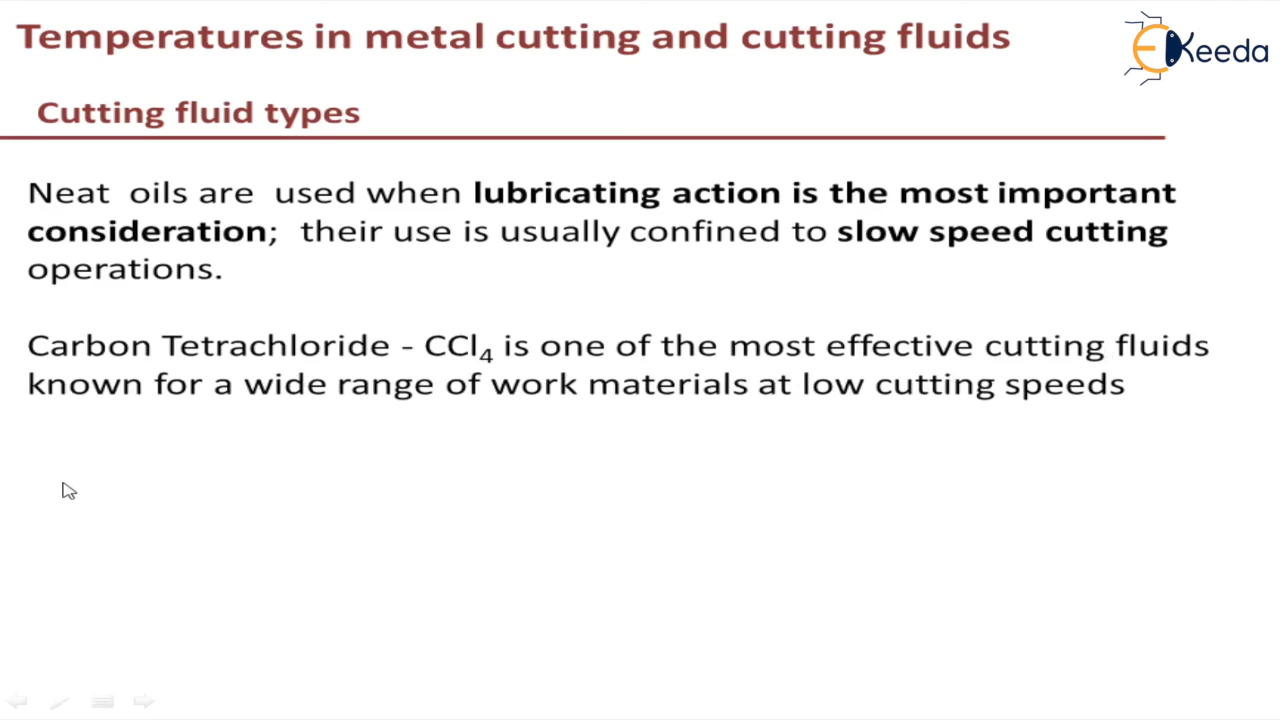 Temperatures in metal cutting and cutting fluids
EKeeda
Cutting fluid types
Neat oils are used when lubricating action is the most important
consideration; their use is usually confined to slow speed cutting
operations.
Carbon Tetrachloride - CCl₄ is one of the most effective cutting fluids
known for a wide range of work materials at low cutting speeds